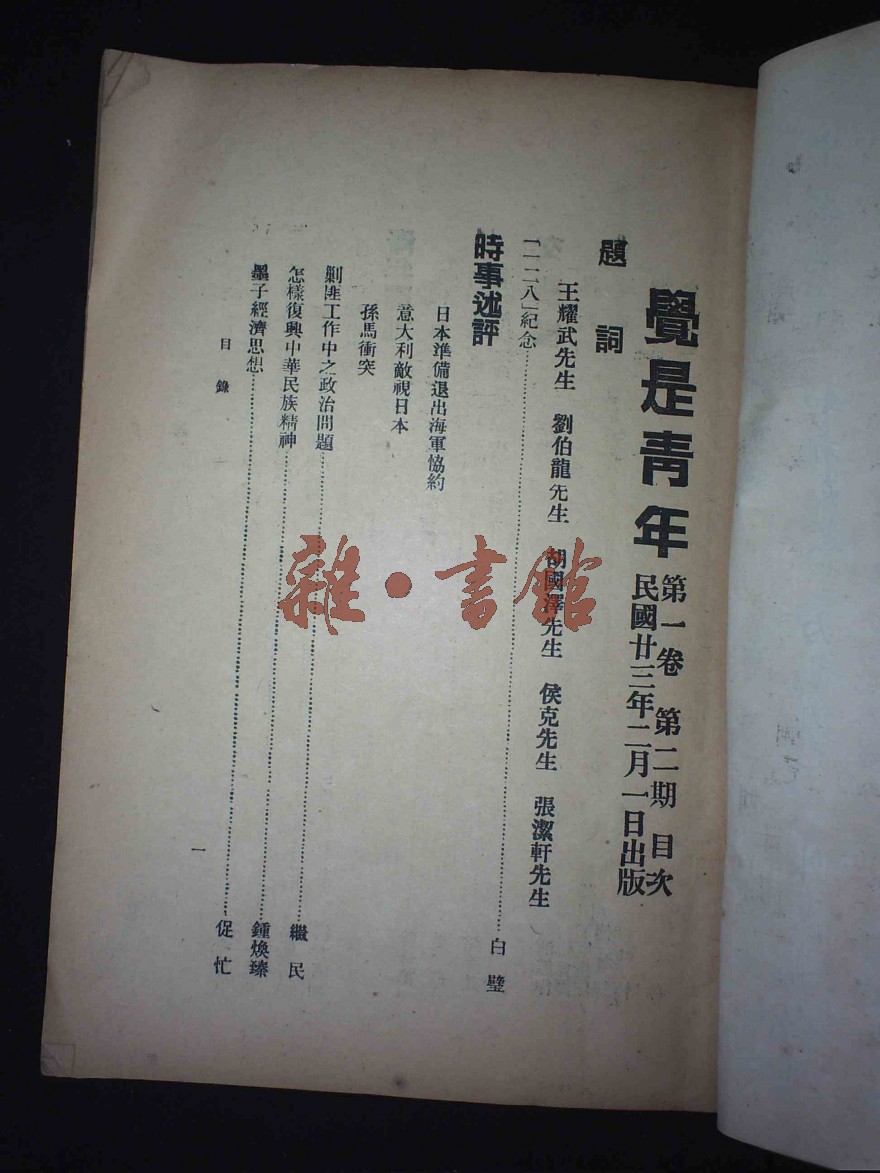 覺是青年
第一卷 第二期 目次
民國廿三年二月一日出版
題詞
王耀武先生 劉伯龍先生 胡國澤先生 侯克先生 張潔軒先生
「一二八」紀念……白璧
時事述評
日本準備退出海軍協約
意大利敵視日本
孫馬衝突
剿匪工作中之政治問題……繼民
怎樣復興中華民族精神……鍾煥臻
墨子經濟思想……促忙
目錄
一
雜·書館